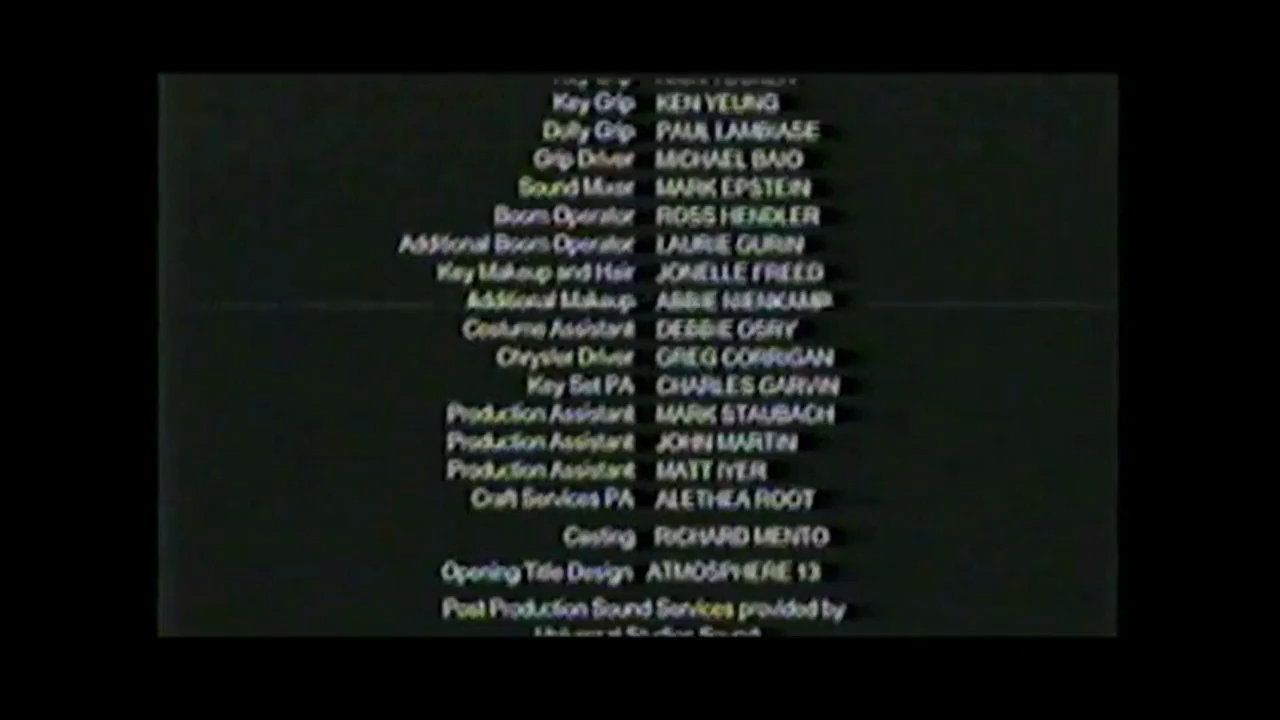 Key Grip KEN YEUNG
Dolly Grip PAUL LAMBIASE
Grip Driver MICHAEL BAIO
Sound Mixer MARK EPSTEIN
Boom Operator ROSS HENDLER
Additional Boom Operator LAURIE GURIN
Key Makeup and Hair JONELLE FREED
Additional Makeup ABBIE NIENKAMP
Costume Assistant DEBBIE OSRY
Chrysler Driver GREG CORRIGAN
Key Set PA CHARLES GARVIN
Production Assistant MARK STAUBACH
Production Assistant JOHN MARTIN
Production Assistant MATT IYER
Craft Services PA ALETHEA ROOT
Casting RICHARD MENTO
Opening Title Design ATMOSPHERE 13
Post Production Sound Services provided by
Universal Studios Sound